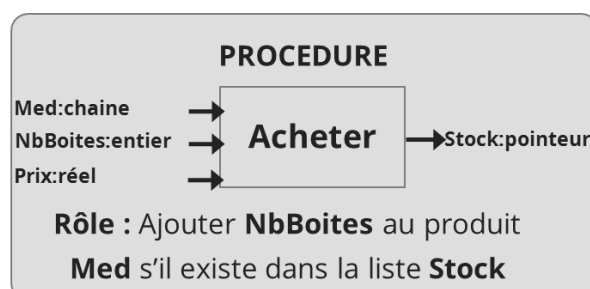 PROCEDURE
Med:chaine
NbBoites:entier
Prix:réel
Acheter
Stock:pointeur
Rôle : Ajouter NbBoites au produit
Med s'il existe dans la liste Stock